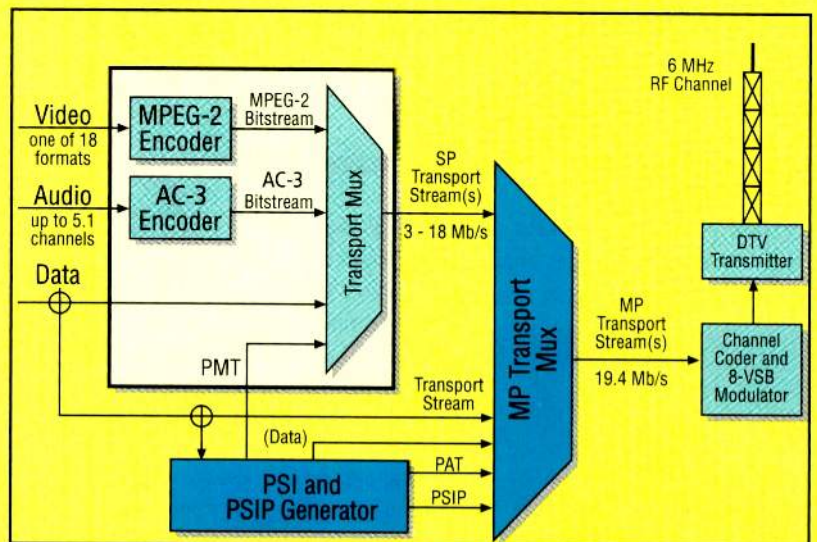 Video
one of 18
formats
MPEG-2
Encoder
MPEG-2
Bitstream
Audio
up to 5.1
channels
AC-3
Encoder
AC-3
Bitstream
Data
Transport Mux
PMT
SP
Transport
Stream(s)
3 - 18 Mb/s
Transport
Stream
(Data)
PSI and
PSIP Generator
PAT
PSIP
MP Transport
Mux
MP
Transport
Stream(s)
19.4 Mb/s
6 MHz
RF Channel
DTV
Transmitter
Channel
Coder and
8-VSB
Modulator